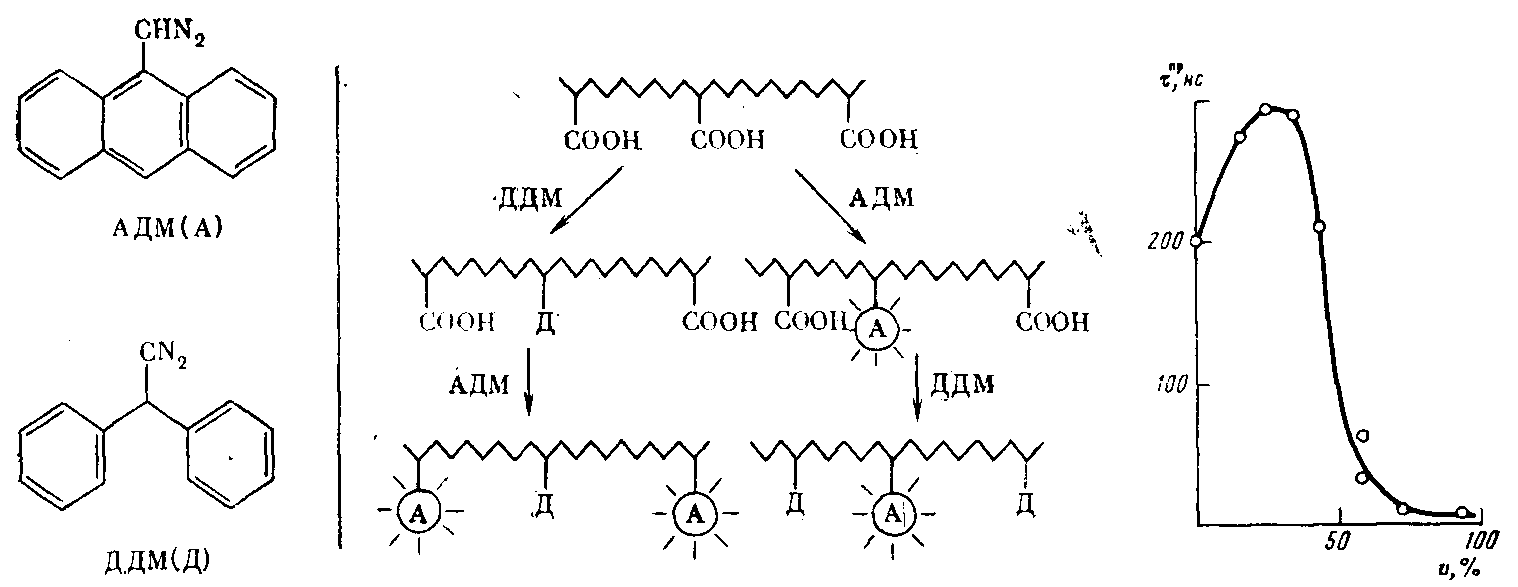 CHN₂
АДМ(А)
CN₂
ДДМ(Д)
COOH COOH COOH
ДДМ АДМ
COOH Д COOH COOH А COOH
АДМ ДДМ
А Д А Д А Д
τпр, нс
200
100
50 100
υ, %